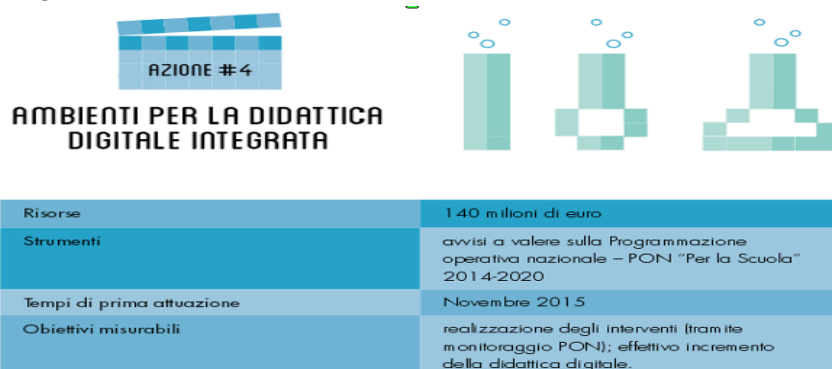 AZIONE #4
AMBIENTI PER LA DIDATTICA
DIGITALE INTEGRATA
Risorse
140 milioni di euro
Strumenti
avvisi a valere sulla Programmazione
operativa nazionale – PON “Per la Scuola”
2014-2020
Tempi di prima attuazione
Novembre 2015
Obiettivi misurabili
realizzazione degli interventi (tramite
monitoraggio PON); effettivo incremento
della didattica digitale.